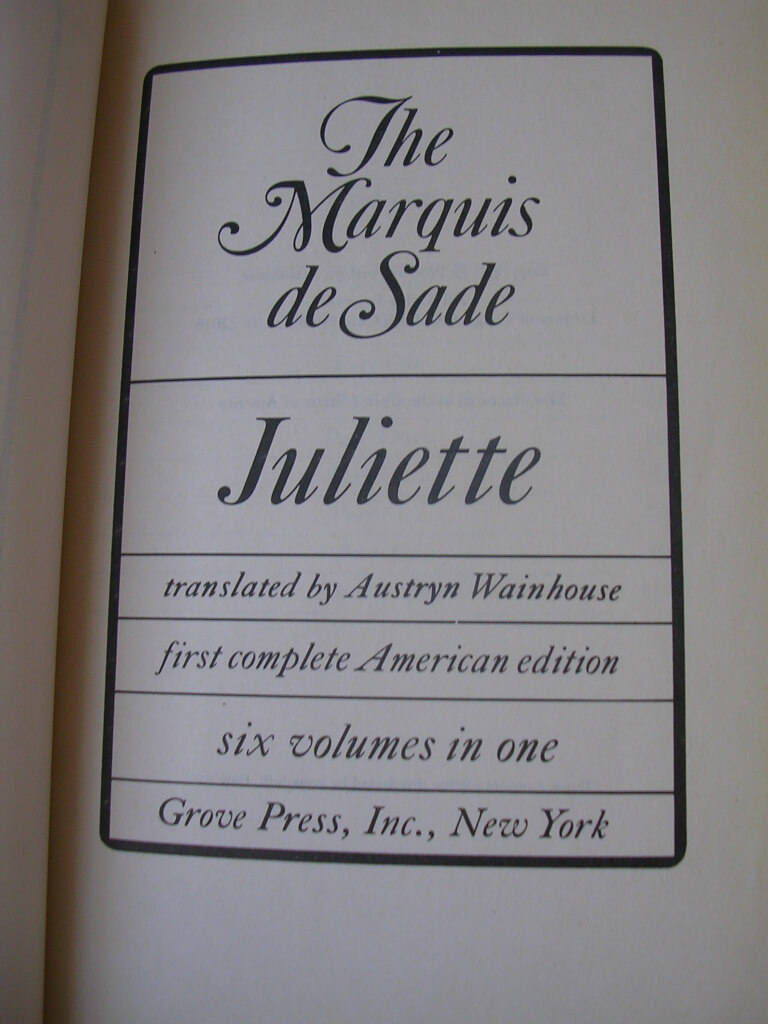 The
Marquis
de Sade
Juliette
translated by Austryn Wainhouse
first complete American edition
six volumes in one
Grove Press, Inc., New York